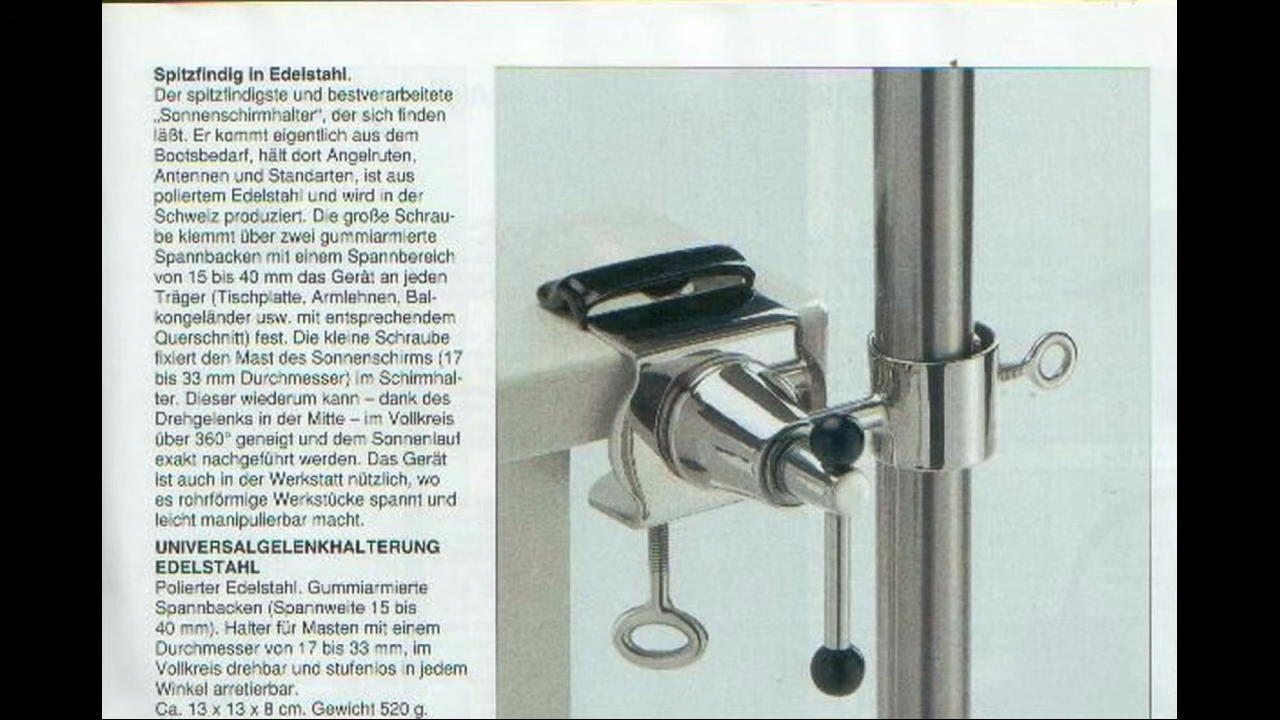 Spitzfindig in Edelstahl.
Der spitzfindigste und bestverarbeitete
„Sonnenschirmhalter“, der sich finden
läßt. Er kommt eigentlich aus dem
Bootsbedarf, hält dort Angelruten,
Antennen und Standarten, ist aus
poliertem Edelstahl und wird in der
Schweiz produziert. Die große Schrau-
be klemmt über zwei gummiarmierte
Spannbacken mit einem Spannbereich
von 15 bis 40 mm das Gerät an jeden
Träger (Tischplatte, Armlehnen, Bal-
kongeländer usw. mit entsprechendem
Querschnitt) fest. Die kleine Schraube
fixiert den Mast des Sonnenschirms (17
bis 33 mm Durchmesser) im Schirmhal-
ter. Dieser wiederum kann – dank des
Drehgelenks in der Mitte – im Vollkreis
über 360° geneigt und dem Sonnenlauf
exakt nachgeführt werden. Das Gerät
ist auch in der Werkstatt nützlich, wo
es rohrförmige Werkstücke spannt und
leicht manipulierbar macht.
UNIVERSALGELENKHALTERUNG
EDELSTAHL
Polierter Edelstahl. Gummiarmierte
Spannbacken (Spannweite 15 bis
40 mm). Halter für Masten mit einem
Durchmesser von 17 bis 33 mm, im
Vollkreis drehbar und stufenlos in jedem
Winkel arretierbar.
Ca. 13 x 13 x 8 cm. Gewicht 520 g.